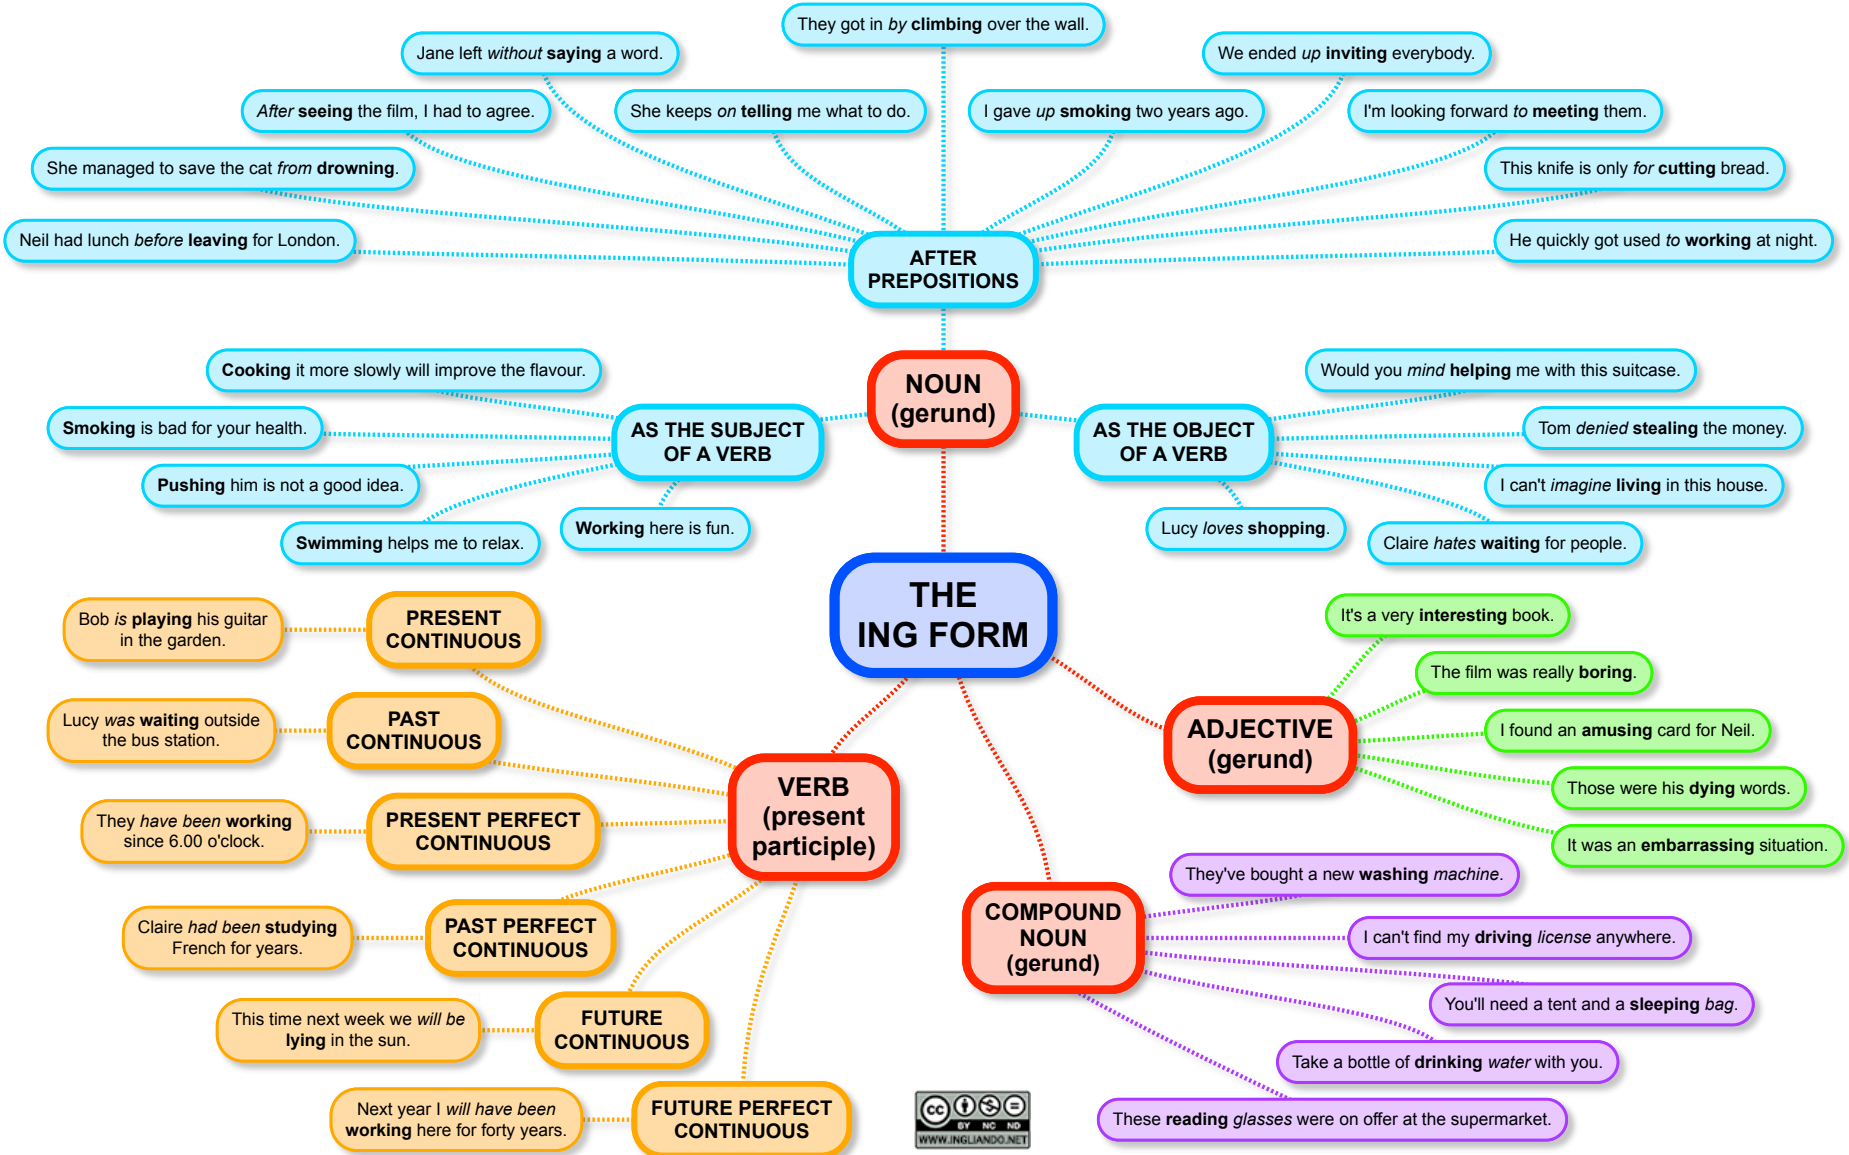 They got in by climbing over the wall.
Jane left without saying a word.
We ended up inviting everybody.
After seeing the film, I had to agree.
She keeps on telling me what to do.
I gave up smoking two years ago.
I'm looking forward to meeting them.
She managed to save the cat from drowning.
This knife is only for cutting bread.
Neil had lunch before leaving for London.
He quickly got used to working at night.
AFTER
PREPOSITIONS
NOUN
(gerund)
Cooking it more slowly will improve the flavour.
Smoking is bad for your health.
Pushing him is not a good idea.
Swimming helps me to relax.
Working here is fun.
AS THE SUBJECT
OF A VERB
AS THE OBJECT
OF A VERB
Would you mind helping me with this suitcase.
Tom denied stealing the money.
I can't imagine living in this house.
Claire hates waiting for people.
Lucy loves shopping.
THE
ING FORM
Bob is playing his guitar
in the garden.
PRESENT
CONTINUOUS
Lucy was waiting outside
the bus station.
PAST
CONTINUOUS
They have been working
since 6.00 o'clock.
PRESENT PERFECT
CONTINUOUS
Claire had been studying
French for years.
PAST PERFECT
CONTINUOUS
This time next week we will be
lying in the sun.
FUTURE
CONTINUOUS
Next year I will have been
working here for forty years.
FUTURE PERFECT
CONTINUOUS
VERB
(present
participle)
ADJECTIVE
(gerund)
It's a very interesting book.
The film was really boring.
I found an amusing card for Neil.
Those were his dying words.
It was an embarrassing situation.
COMPOUND
NOUN
(gerund)
They've bought a new washing machine.
I can't find my driving license anywhere.
You'll need a tent and a sleeping bag.
Take a bottle of drinking water with you.
These reading glasses were on offer at the supermarket.
cc
BY NC ND
WWW.INGLIANDO.NET